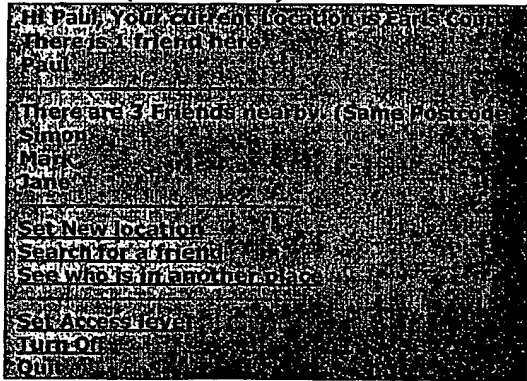 Hi Paul, Your current Location is Earls Court
There is 1 friend here.
Paul
There are 3 Friends nearby. (Same Postcode
Simon
Mark
Jane
Set New location
Search for a friend
See who is in another place
Set Access level
Turn Off
Quit